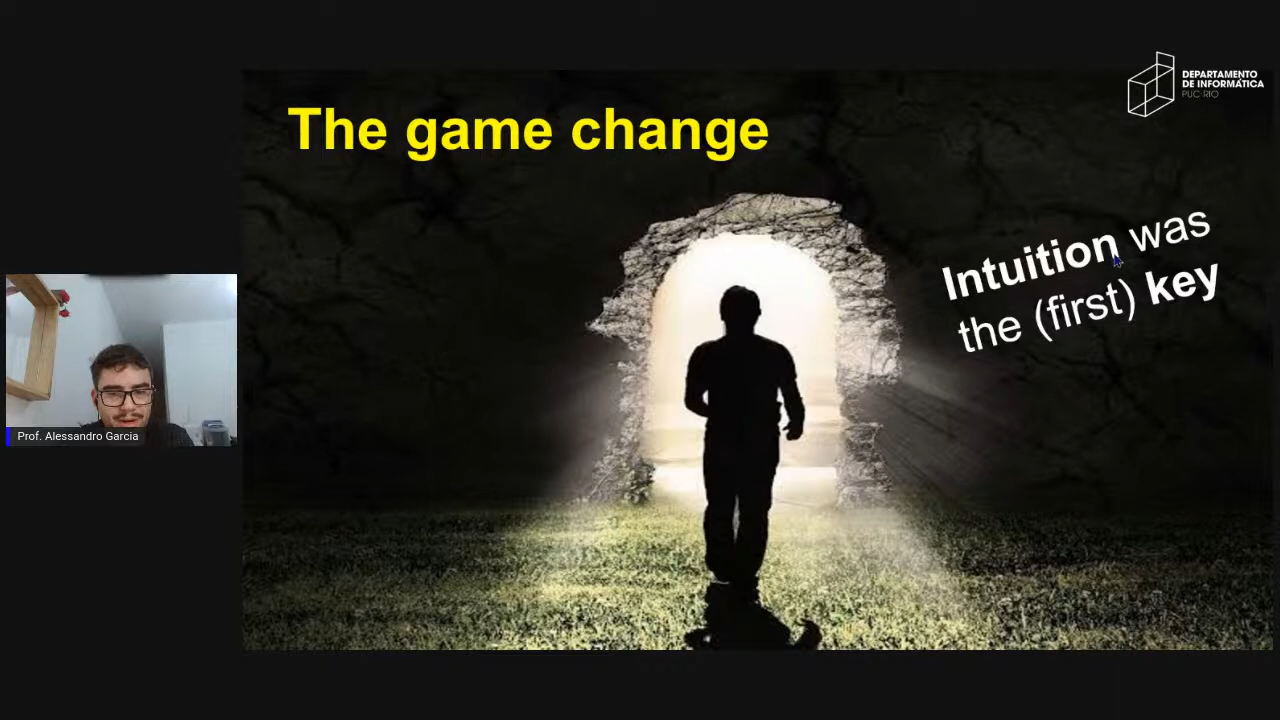 DEPARTAMENTO
DE INFORMÁTICA
PUC-RIO
The game change
Intuition was
the (first) key
Prof. Alessandro Garcia